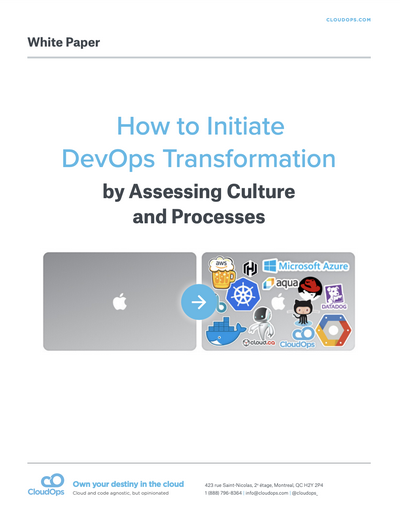 CLOUDOPS.COM
White Paper
How to Initiate
DevOps Transformation
by Assessing Culture
and Processes
aws
Microsoft Azure
aqua
DATADOG
cloud.ca
CloudOps
CloudOps
Own your destiny in the cloud
Cloud and code agnostic, but opinionated
423 rue Saint-Nicolas, 2ᵉ étage, Montreal, QC H2Y 2P4
1 (888) 796-8364 | info@cloudops.com | @cloudops_